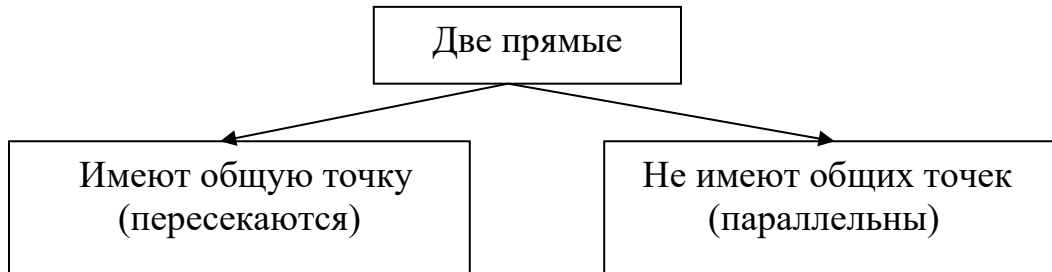 Две прямые
Имеют общую точку
(пересекаются)
Не имеют общих точек
(параллельны)